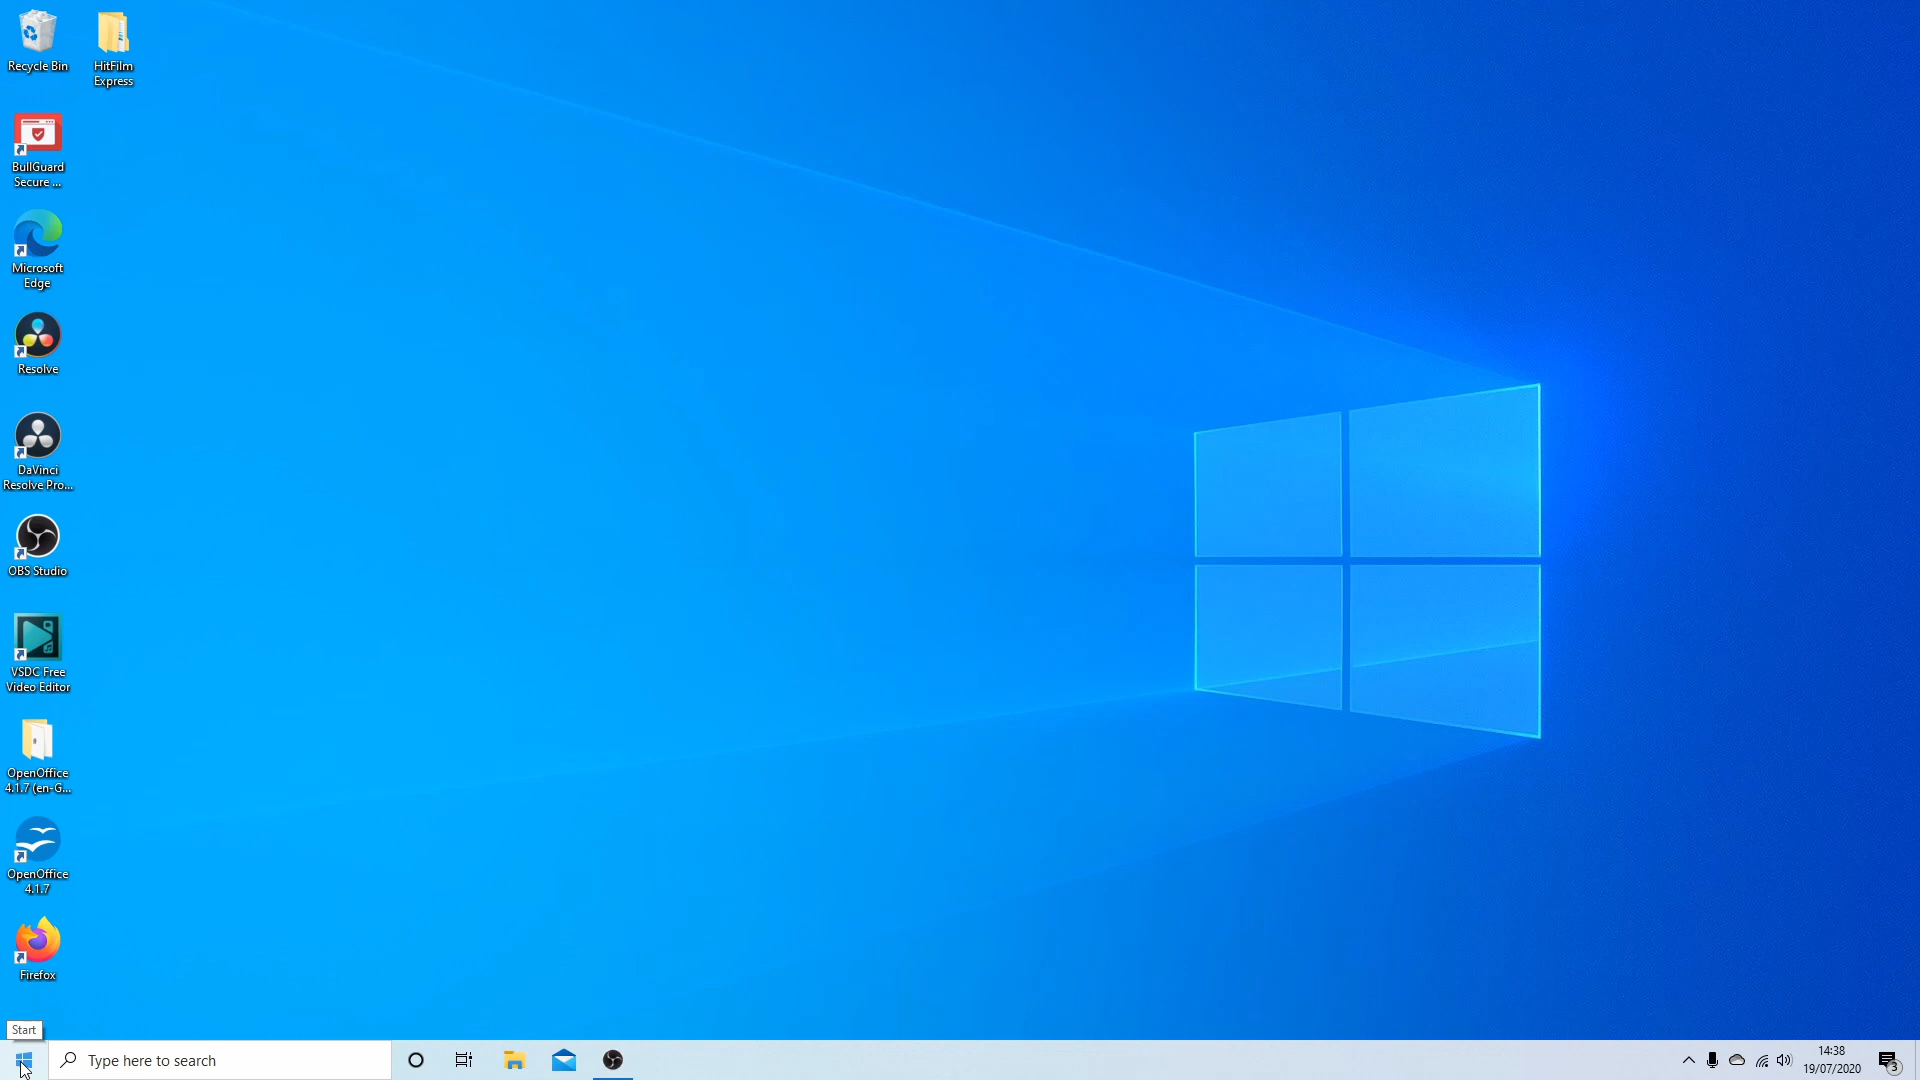 Recycle Bin
HitFilm
Express
BullGuard
Secure ...
Microsoft
Edge
Resolve
DaVinci
Resolve Pro...
OBS Studio
VSDC Free
Video Editor
OpenOffice
4.1.7 (en-G...
OpenOffice
4.1.7
Firefox
Start
Type here to search
14:38
19/07/2020
3